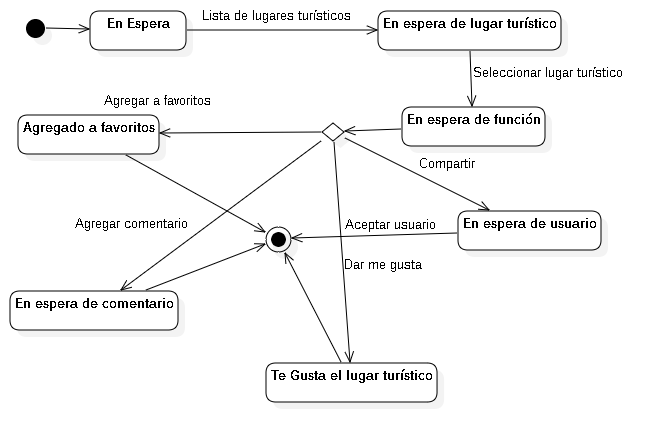 En Espera
Lista de lugares turísticos
En espera de lugar turístico
Seleccionar lugar turístico
Agregar a favoritos
En espera de función
Agregado a favoritos
Compartir
Agregar comentario
Aceptar usuario
En espera de usuario
Dar me gusta
En espera de comentario
Te Gusta el lugar turístico